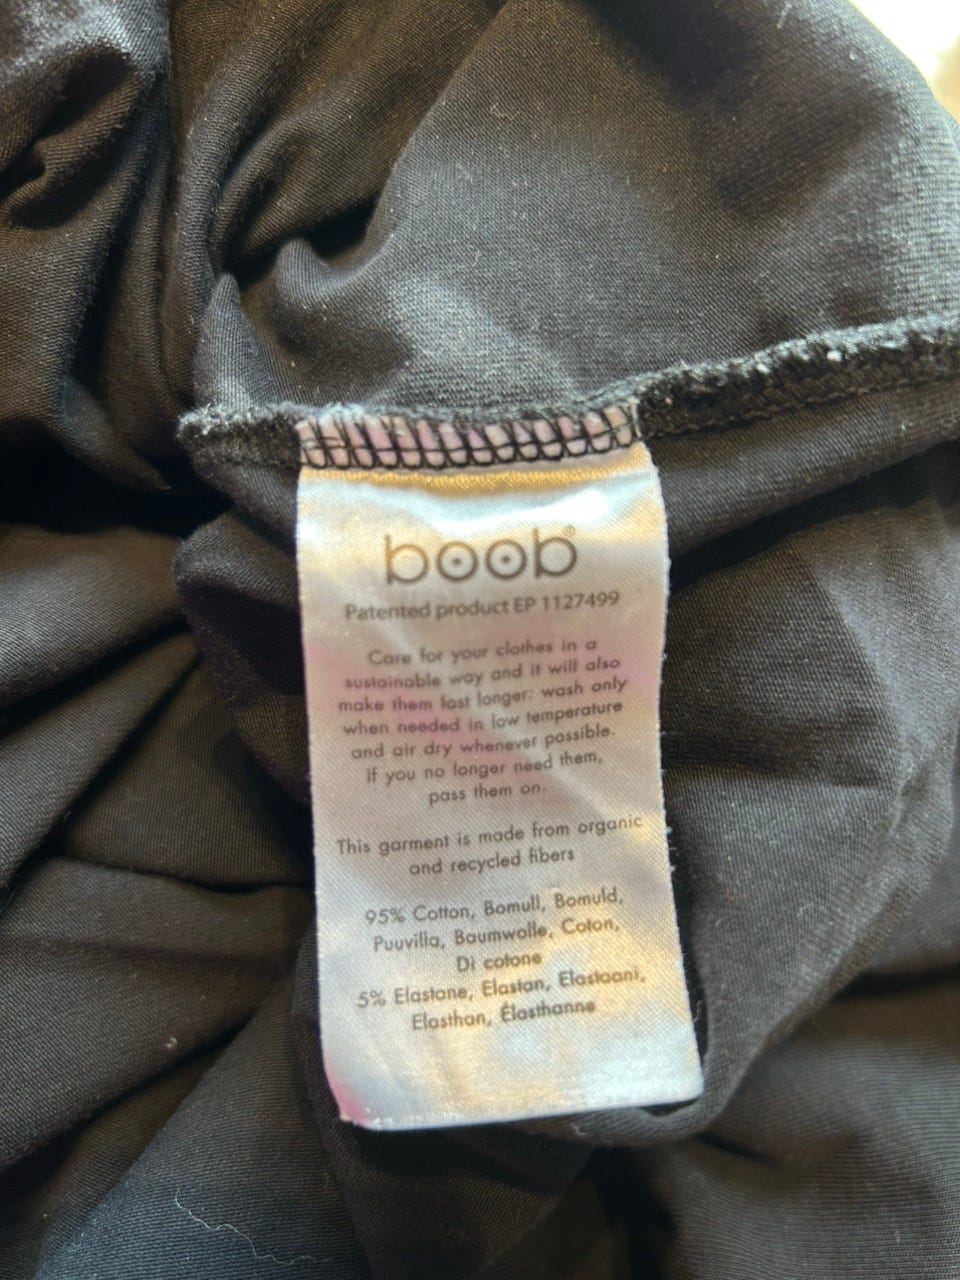 boob®
Patented product EP 1127499
Care for your clothes in a
sustainable way and it will also
make them last longer: wash only
when needed in low temperature
and air dry whenever possible.
If you no longer need them,
pass them on.
This garment is made from organic
and recycled fibers
95% Cotton, Bomull, Bomuld,
Puuvilla, Baumwolle, Coton,
Di cotone
5% Elastane, Elastan, Elastaani,
Elasthan, Élasthanne